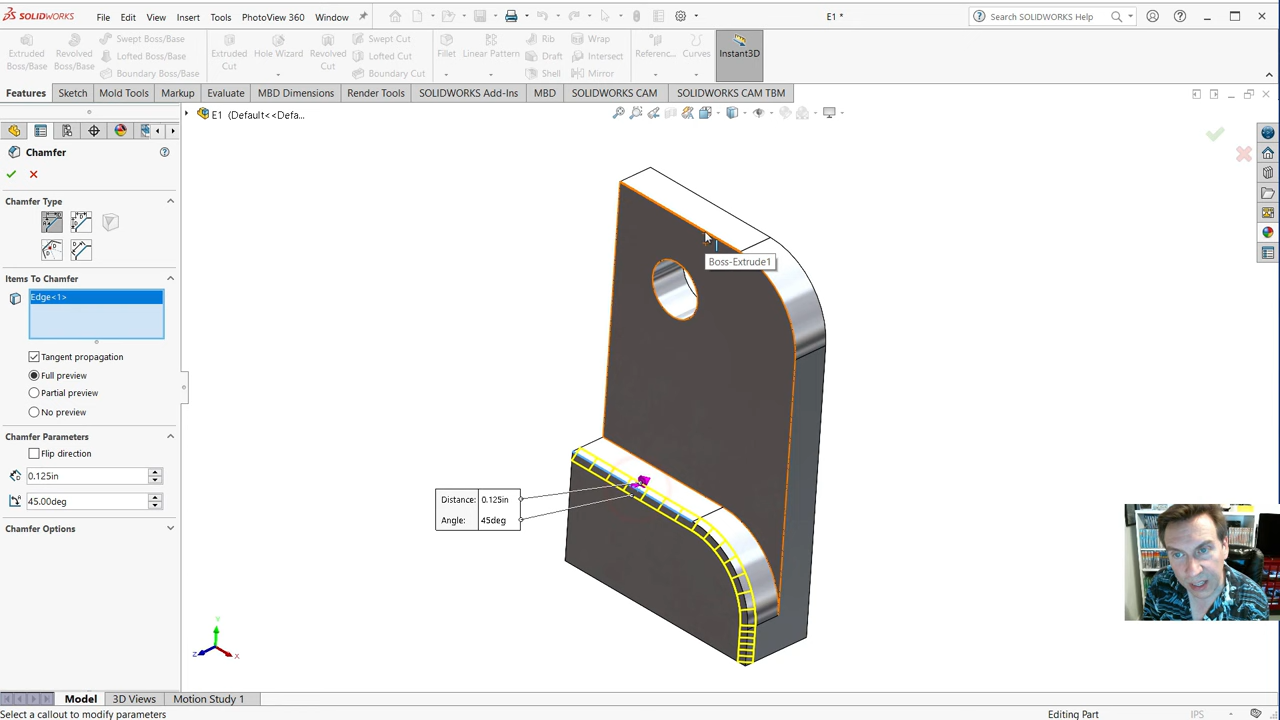 SOLIDWORKS
File
Edit
View
Insert
Tools
PhotoView 360
Window
E1 *
Search SOLIDWORKS Help
Extruded Boss/Base
Revolved Boss/Base
Swept Boss/Base
Lofted Boss/Base
Boundary Boss/Base
Extruded Cut
Hole Wizard
Revolved Cut
Swept Cut
Lofted Cut
Boundary Cut
Fillet
Linear Pattern
Rib
Draft
Shell
Wrap
Intersect
Mirror
Referenc...
Curves
Instant3D
Features
Sketch
Mold Tools
Markup
Evaluate
MBD Dimensions
Render Tools
SOLIDWORKS Add-Ins
MBD
SOLIDWORKS CAM
SOLIDWORKS CAM TBM
E1 (Default<<Defa...
Chamfer
Chamfer Type
Items To Chamfer
Edge<1>
Tangent propagation
Full preview
Partial preview
No preview
Chamfer Parameters
Flip direction
0.125in
45.00deg
Chamfer Options
Boss-Extrude1
Distance: 0.125in
Angle: 45deg
Y
Z
X
Model
3D Views
Motion Study 1
Select a callout to modify parameters
Editing Part
IPS